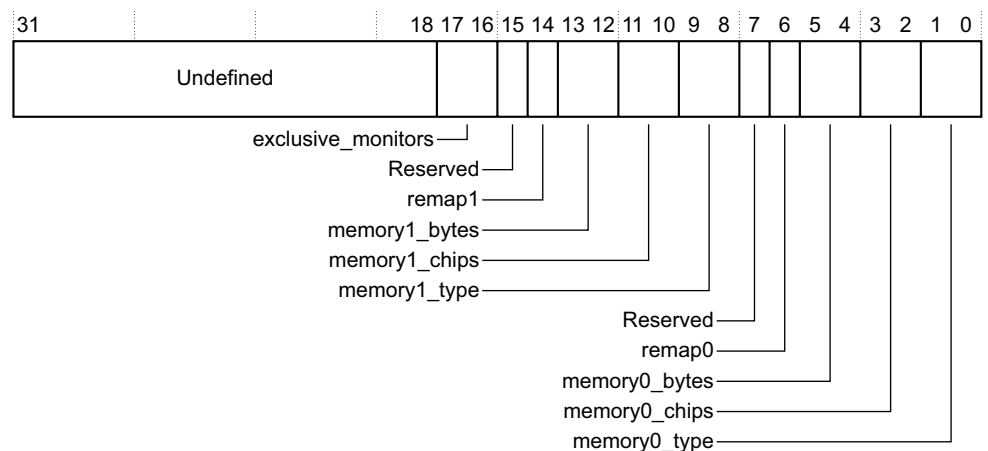 31 18 17 16 15 14 13 12 11 10 9 8 7 6 5 4 3 2 1 0
Undefined
exclusive_monitors
Reserved
remap1
memory1_bytes
memory1_chips
memory1_type
Reserved
remap0
memory0_bytes
memory0_chips
memory0_type